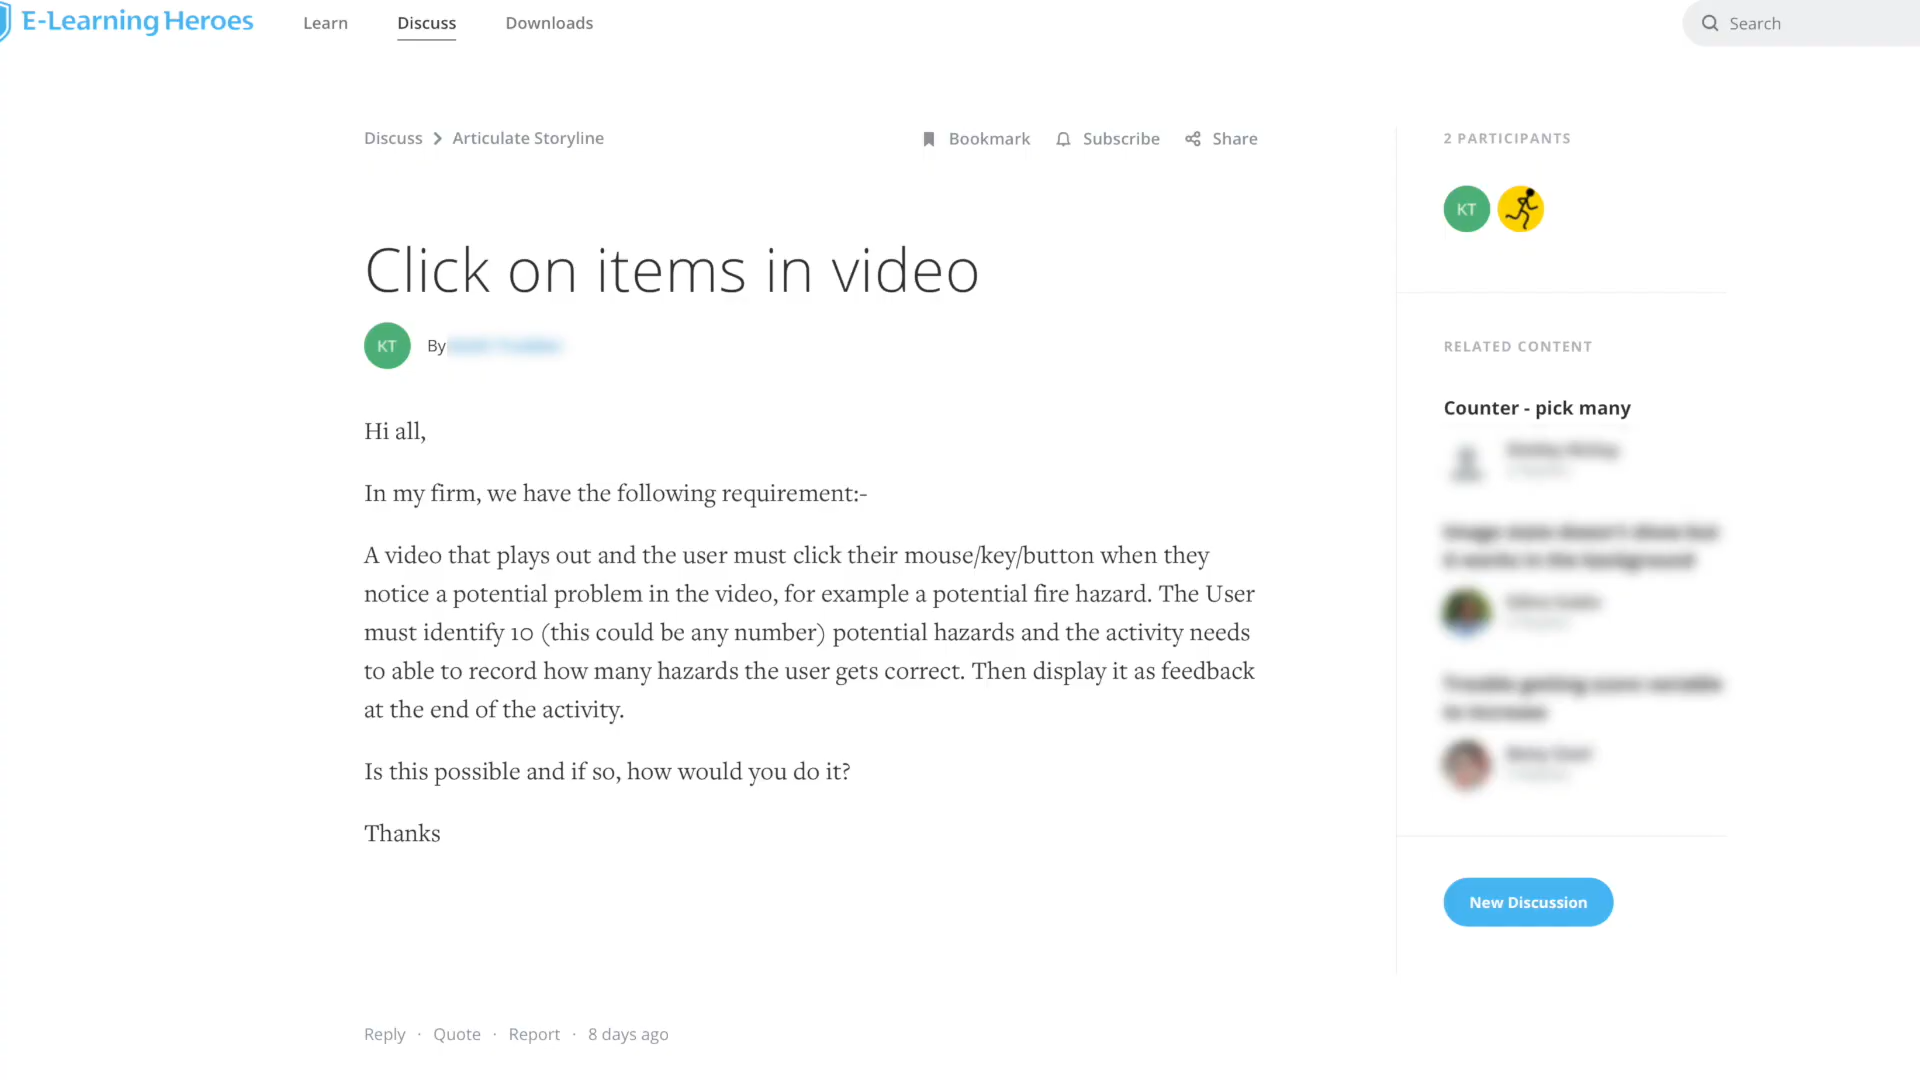 E-Learning Heroes
Learn
Discuss
Downloads
Search
Discuss
Articulate Storyline
Bookmark
Subscribe
Share
Click on items in video
KT
By
Hi all,
In my firm, we have the following requirement:-
A video that plays out and the user must click their mouse/key/button when they
notice a potential problem in the video, for example a potential fire hazard. The User
must identify 10 (this could be any number) potential hazards and the activity needs
to able to record how many hazards the user gets correct. Then display it as feedback
at the end of the activity.
Is this possible and if so, how would you do it?
Thanks
Reply · Quote · Report · 8 days ago
2 PARTICIPANTS
KT
RELATED CONTENT
Counter - pick many
New Discussion